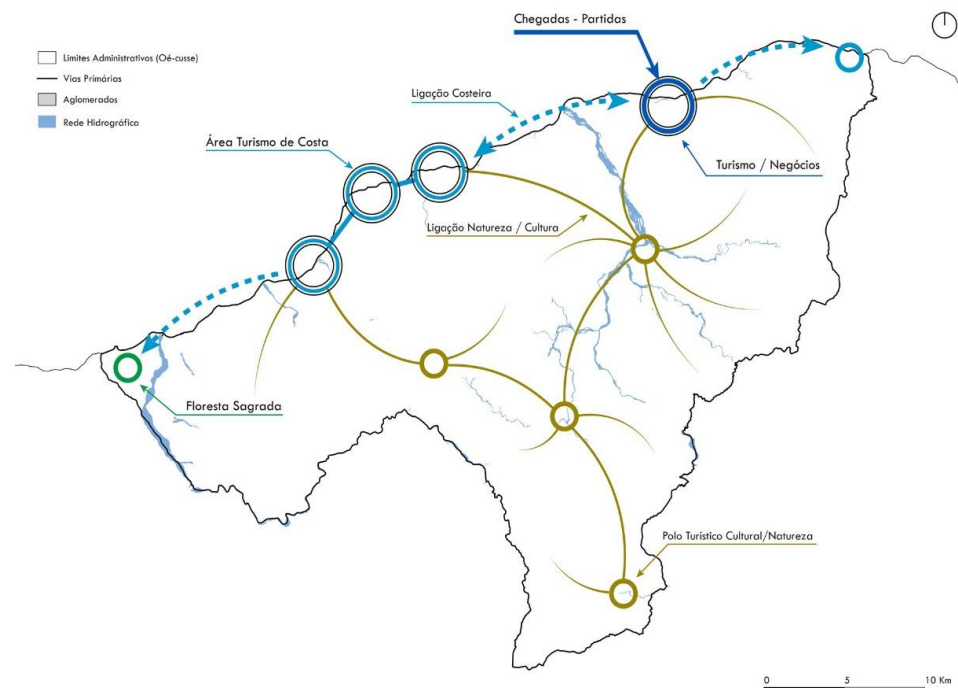 Chegadas - Partidas
Limites Administrativos (Oé-cusse)
Vias Primárias
Aglomerados
Rede Hidrográfica
Ligação Costeira
Área Turismo de Costa
Turismo / Negócios
Ligação Natureza / Cultura
Floresta Sagrada
Polo Turístico Cultural/Natureza
0 5 10 Km